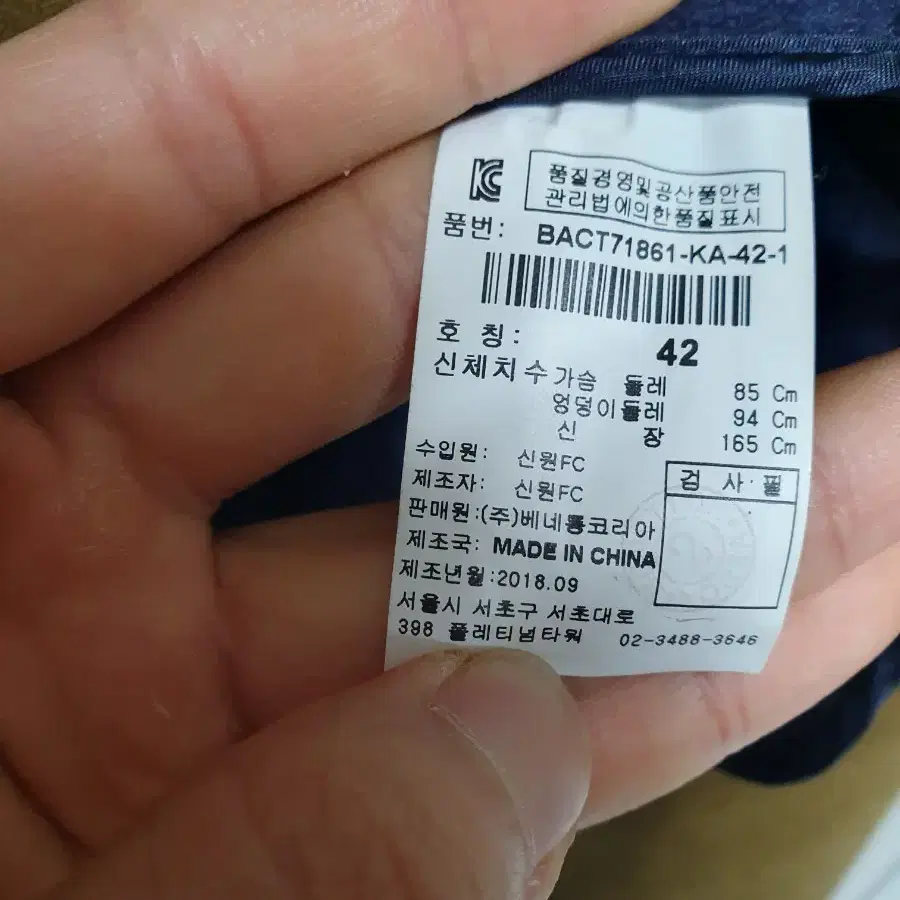 KC
품질경영및공산품안전
관리법에의한품질표시
품번: BACT71861-KA-42-1
호 칭: 42
신체치수 가슴 둘레 85 Cm
엉덩이둘레 94 Cm
신 장 165 Cm
수입원: 신원FC
제조자: 신원FC
검 사·필
판매원:(주)베네통코리아
제조국: MADE IN CHINA
제조년월:2018.09
서울시 서초구 서초대로
398 플레티넘타워 02-3488-3646